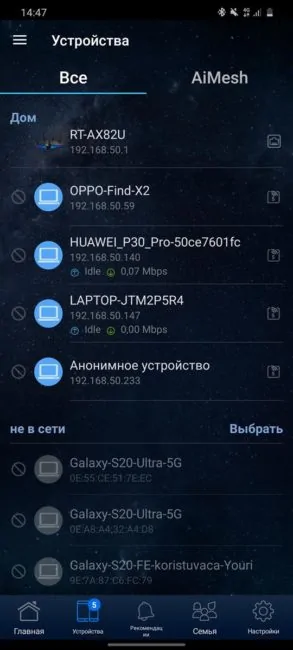 14:47
4G
Устройства
Все
AiMesh
Дом
RT-AX82U
192.168.50.1
OPPO-Find-X2
192.168.50.59
HUAWEI_P30_Pro-50ce7601fc
192.168.50.140
Idle 0,07 Mbps
LAPTOP-JTM2P5R4
192.168.50.147
Idle 0,00 Mbps
Анонимное устройство
192.168.50.233
не в сети Выбрать
Galaxy-S20-Ultra-5G
0E:55:CE:51:7E:EC
Galaxy-S20-Ultra-5G
0E:A8:A4:32:A4:D8
Galaxy-S20-FE-koristuvaca-Youri
9E:7A:87:C6:FC:79
5
Главная
Устройства
Рекомендац
ии
Семья
Настройки